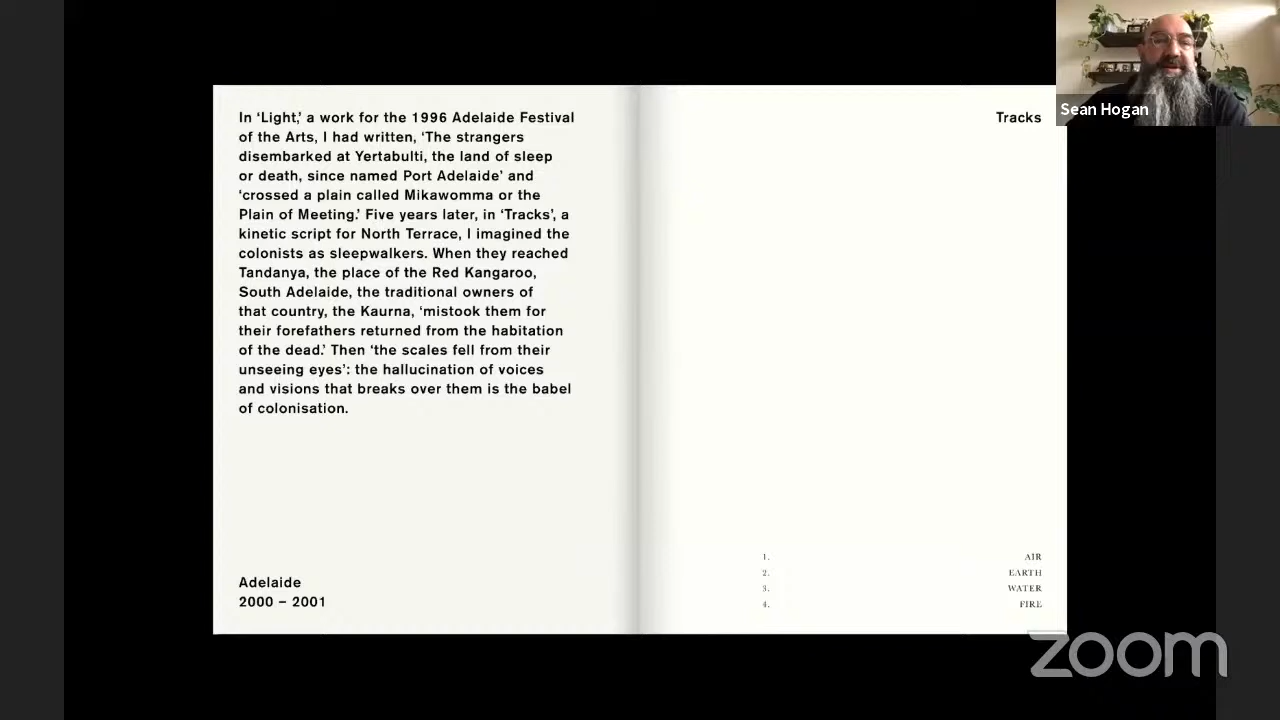 In ‘Light,’ a work for the 1996 Adelaide Festival
of the Arts, I had written, ‘The strangers
disembarked at Yertabulti, the land of sleep
or death, since named Port Adelaide’ and
‘crossed a plain called Mikawomma or the
Plain of Meeting.’ Five years later, in ‘Tracks’, a
kinetic script for North Terrace, I imagined the
colonists as sleepwalkers. When they reached
Tandanya, the place of the Red Kangaroo,
South Adelaide, the traditional owners of
that country, the Kaurna, ‘mistook them for
their forefathers returned from the habitation
of the dead.’ Then ‘the scales fell from their
unseeing eyes’: the hallucination of voices
and visions that breaks over them is the babel
of colonisation.
Adelaide
2000 – 2001
Tracks
1. AIR
2. EARTH
3. WATER
4. FIRE
Sean Hogan
zoom